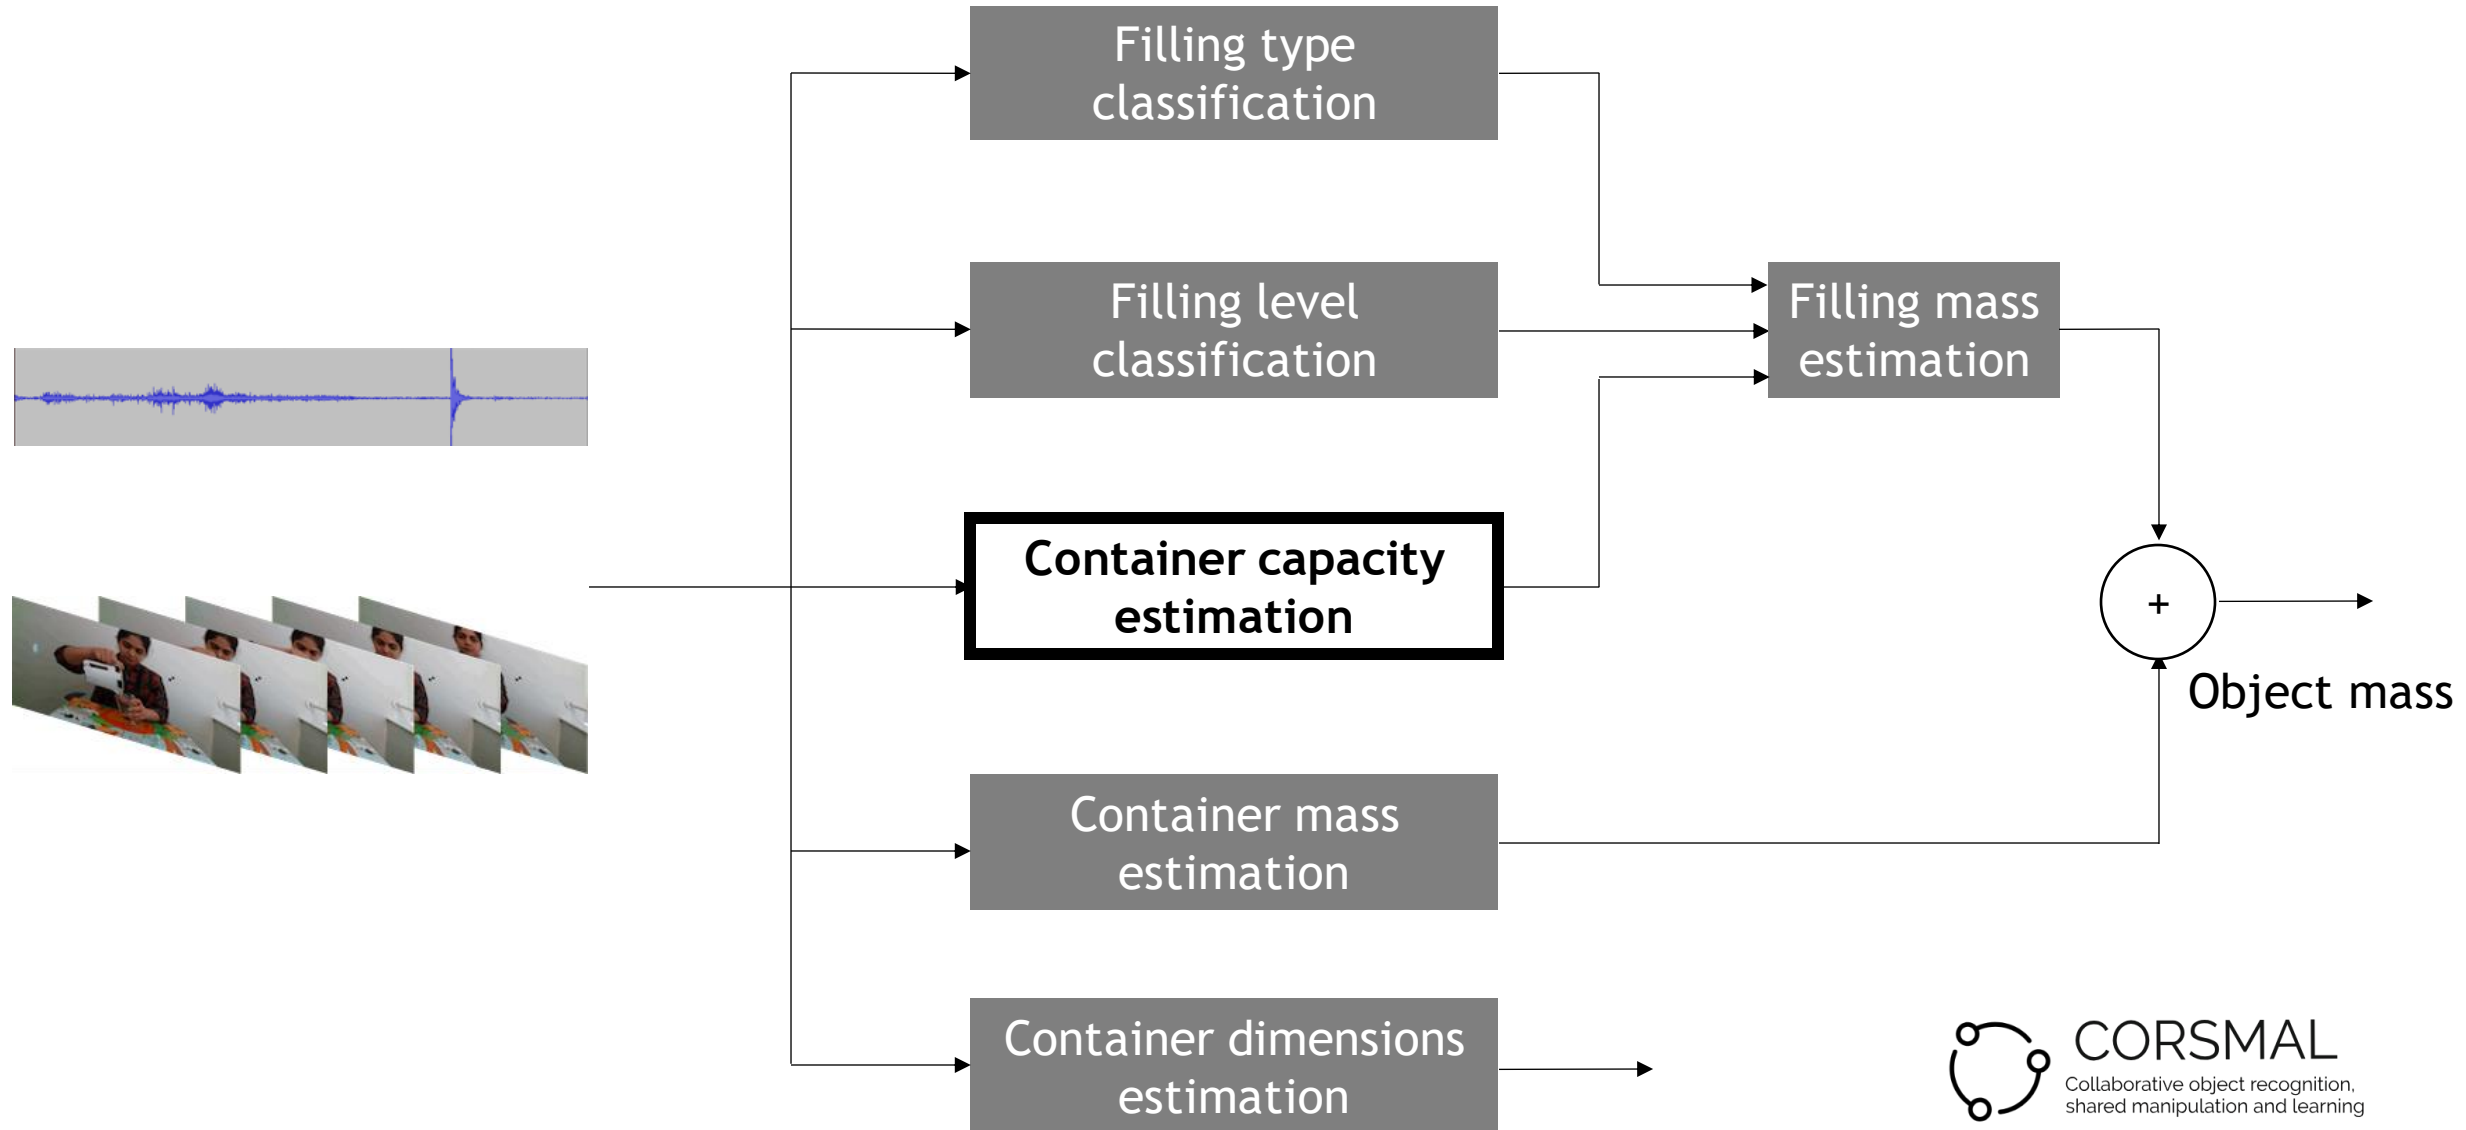 Filling type
classification
Filling level
classification
Filling mass
estimation
Container capacity
estimation
+
Object mass
Container mass
estimation
Container dimensions
estimation
CORSMAL
Collaborative object recognition,
shared manipulation and learning